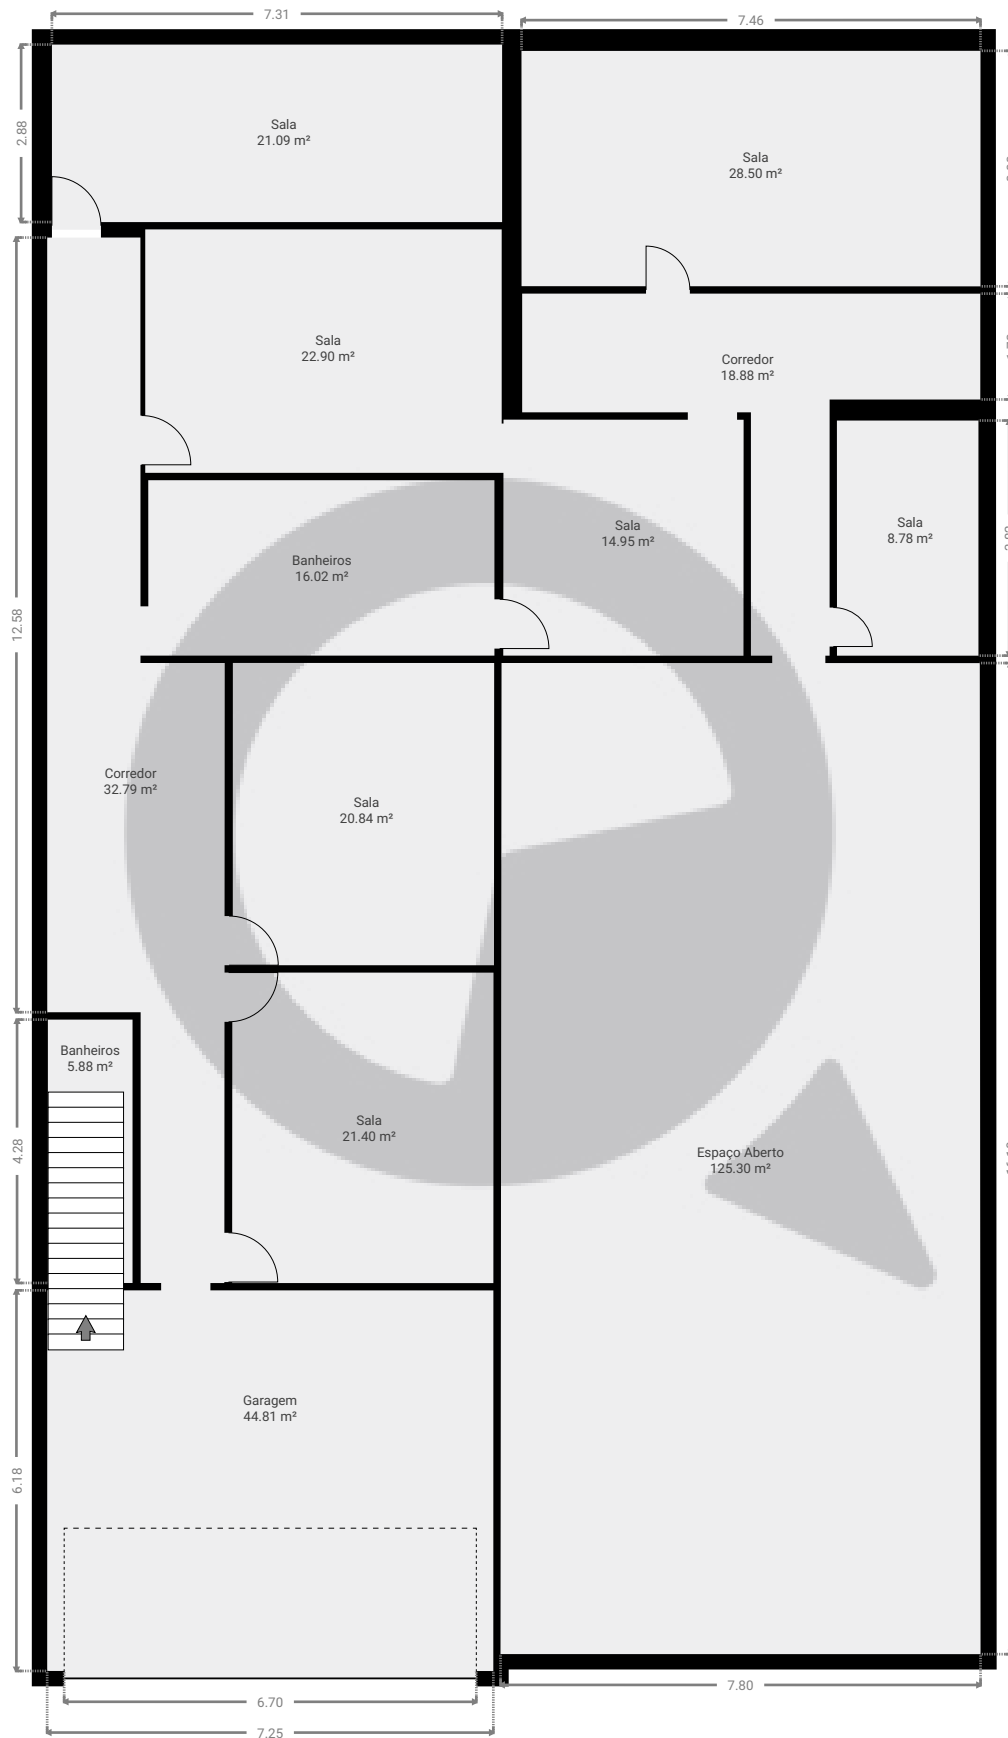 7.31
7.46
2.88
Sala
21.09 m²
Sala
28.50 m²
Sala
22.90 m²
Corredor
18.88 m²
Sala
14.95 m²
Sala
8.78 m²
Banheiros
16.02 m²
12.58
Corredor
32.79 m²
Sala
20.84 m²
Banheiros
5.88 m²
4.28
Sala
21.40 m²
Espaço Aberto
125.30 m²
Garagem
44.81 m²
6.18
6.70
7.25
7.80